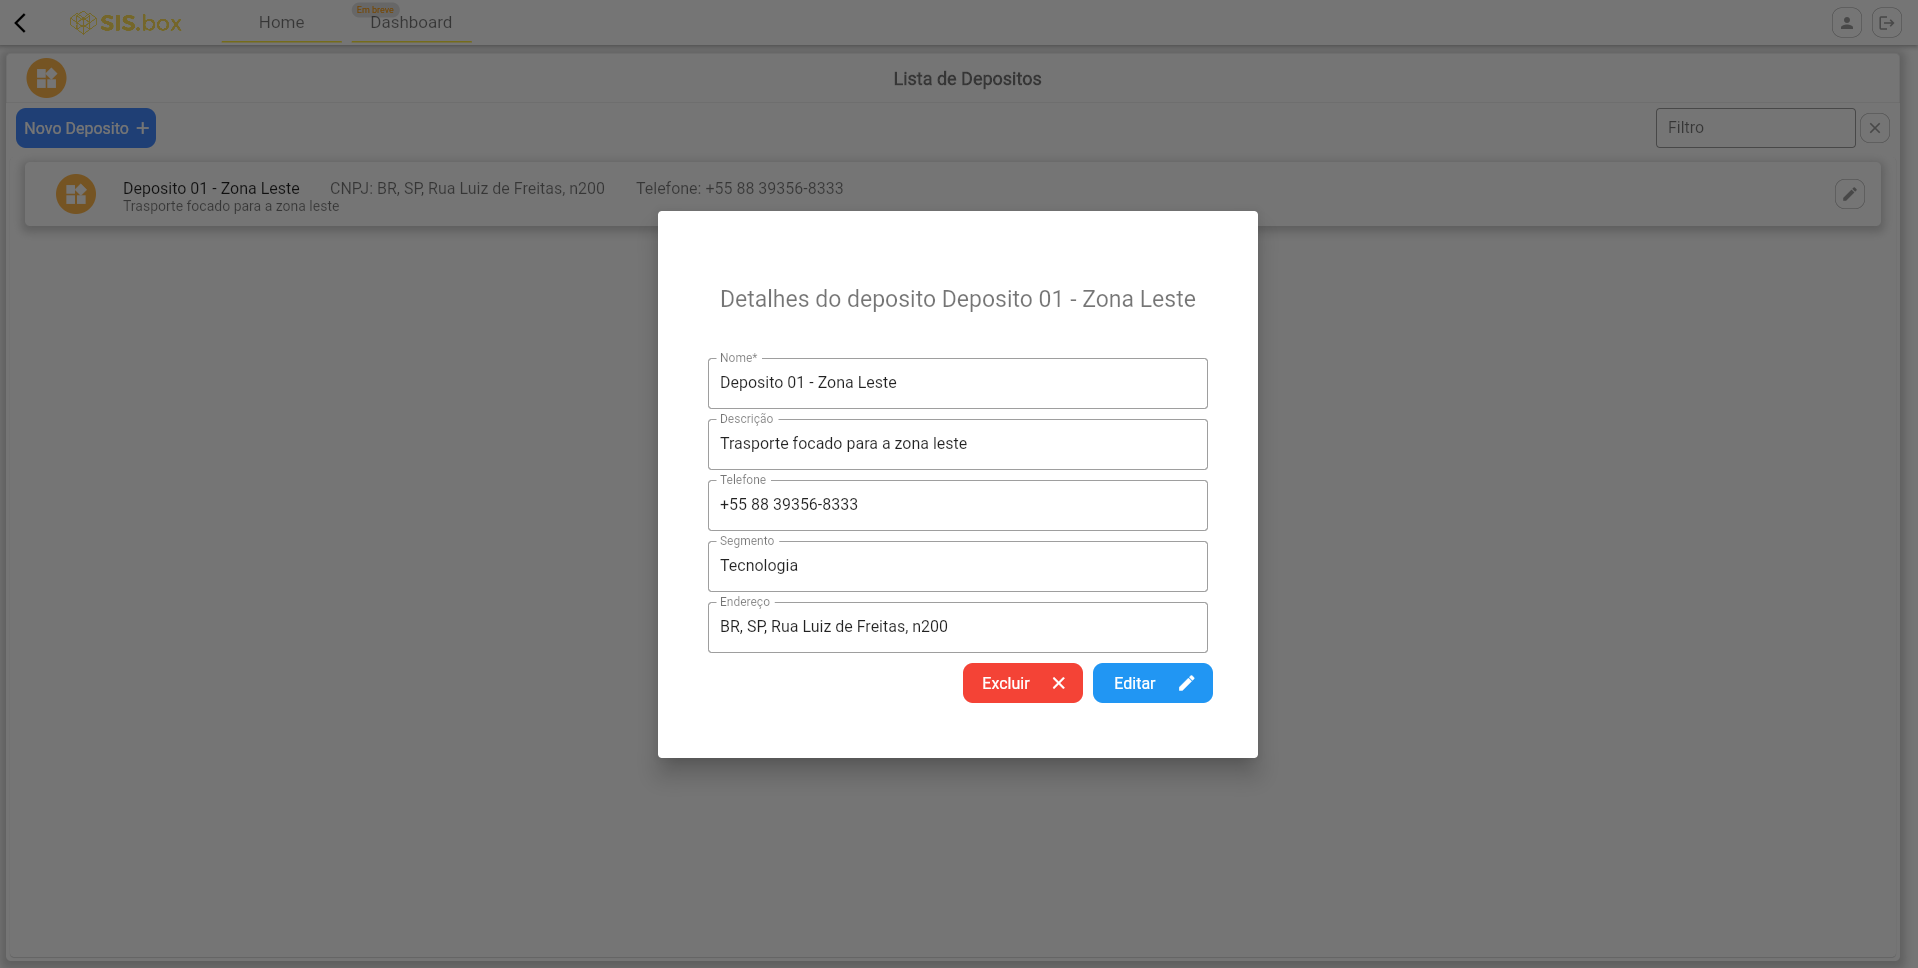 SIS.box
Home
Em breve
Dashboard
Lista de Depositos
Novo Deposito
Filtro
Deposito 01 - Zona Leste CNPJ: BR, SP, Rua Luiz de Freitas, n200 Telefone: +55 88 39356-8333
Trasporte focado para a zona leste
Detalhes do deposito Deposito 01 - Zona Leste
Nome*
Deposito 01 - Zona Leste
Descrição
Trasporte focado para a zona leste
Telefone
+55 88 39356-8333
Segmento
Tecnologia
Endereço
BR, SP, Rua Luiz de Freitas, n200
Excluir
Editar